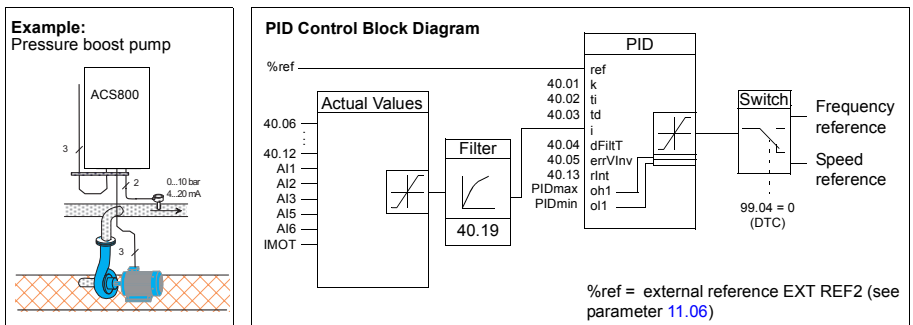 Example:
Pressure boost pump
ACS800
3
2
0...10 bar
4...20 mA
3
PID Control Block Diagram
%ref
Actual Values
40.06
40.12
AI1
AI2
AI3
AI5
AI6
IMOT
Filter
40.19
PID
40.01
40.02
40.03
40.04
40.05
40.13
PIDmax
PIDmin
ref
k
ti
td
i
dFiltT
errVInv
rInt
oh1
ol1
Switch
Frequency
reference
Speed
reference
99.04 = 0
(DTC)
%ref = external reference EXT REF2 (see
parameter 11.06)